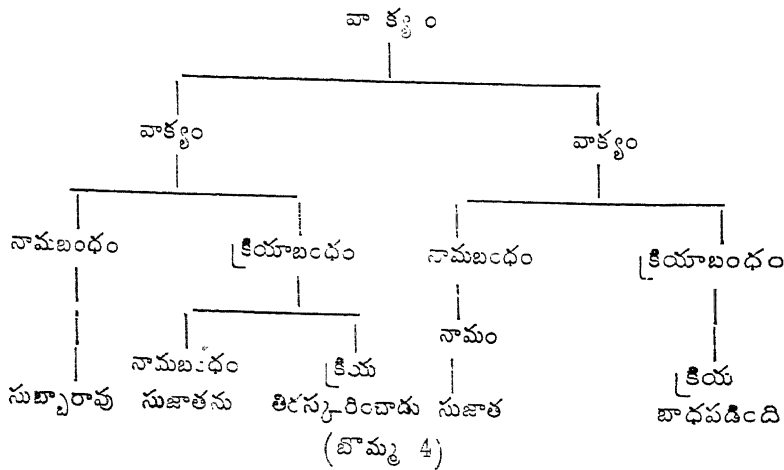 వాక్యం
వాక్యం వాక్యం
నామబంధం క్రియాబంధం నామబంధం క్రియాబంధం
నామం
నామబంధం క్రియ క్రియ
సుబ్బారావు సుజాతను తిరస్కరించాడు సుజాత బాధపడింది
(బొమ్మ 4)